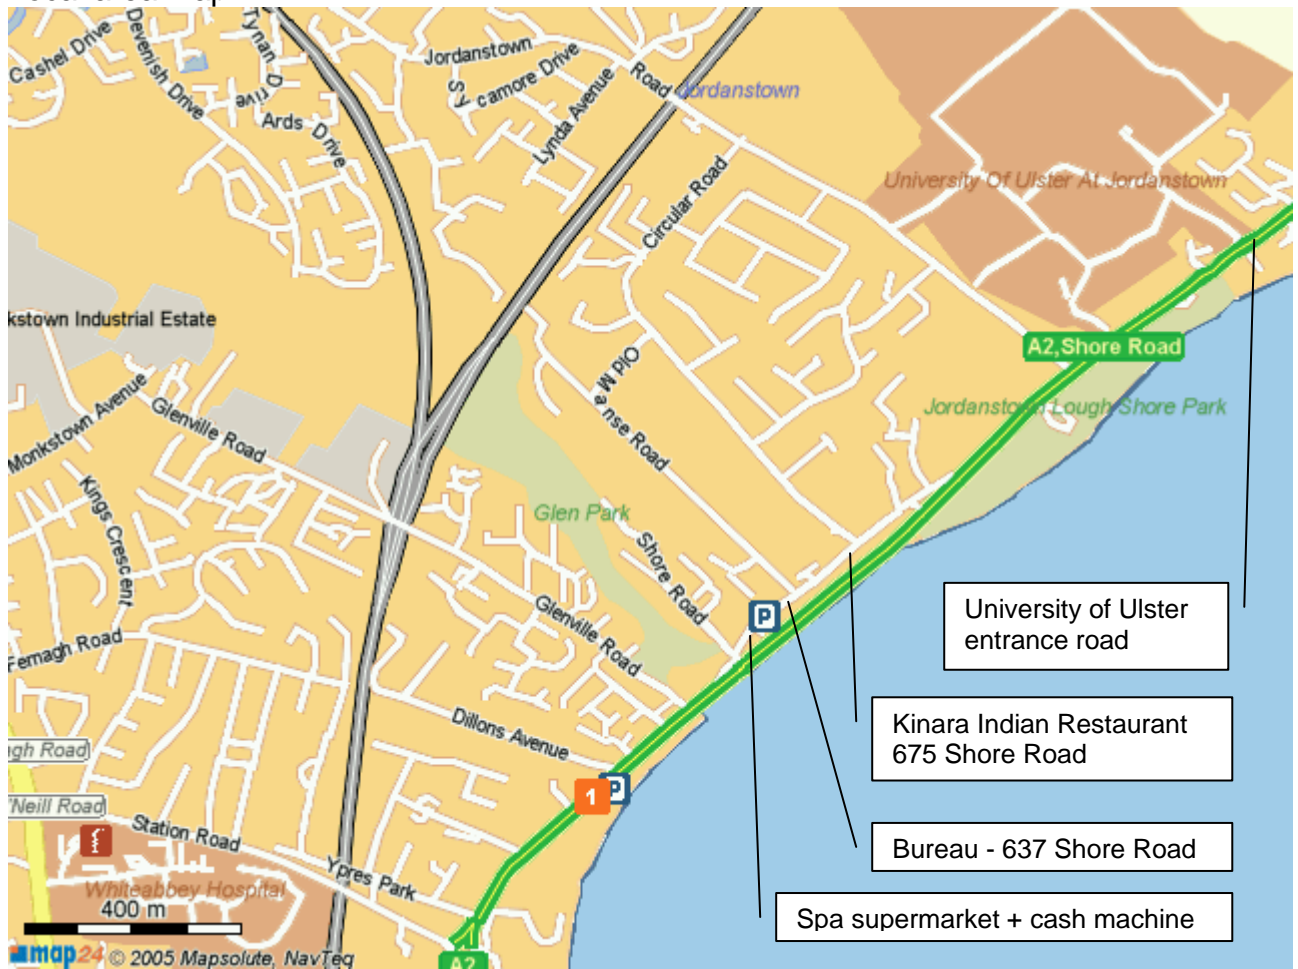 Cashel Drive
Devenish Drive
Tynan Drive
Ards Drive
Jordanstown Road
Sycamore Drive
Lynda Avenue
Jordanstown
Circular Road
University Of Ulster At Jordanstown
kstown Industrial Estate
A2,Shore Road
Old Manse Road
Monkstown Avenue
Glenville Road
Jordanstown Lough Shore Park
Kings Crescent
Glen Park
Shore Road
P
Glenville Road
University of Ulster
entrance road
Fernagh Road
Kinara Indian Restaurant
675 Shore Road
Dillons Avenue
gh Road
1
P
'Neill Road
Station Road
Bureau - 637 Shore Road
Ypres Park
Whiteabbey Hospital
400 m
Spa supermarket + cash machine
A2
map24 © 2005 Mapsolute, NavTeq